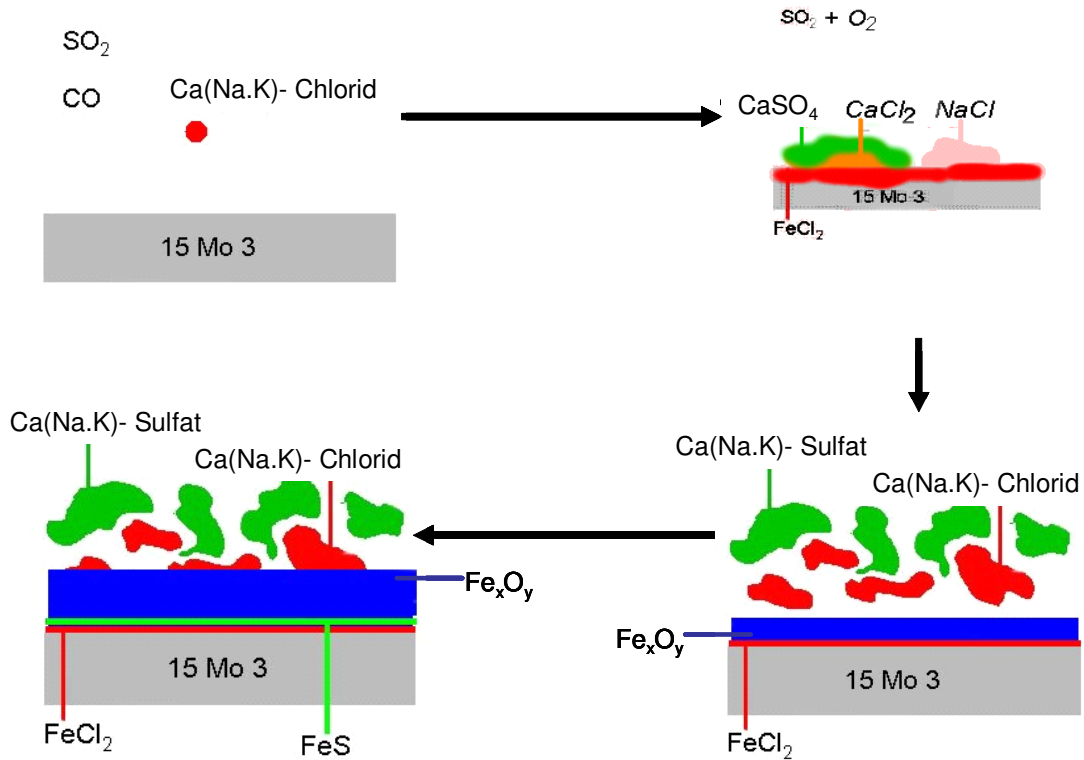 SO₂
CO
Ca(Na.K)- Chlorid
15 Mo 3
SO₂ + O₂
CaSO₄
CaCl₂
NaCl
15 Mo 3
FeCl₂
Ca(Na.K)- Sulfat
Ca(Na.K)- Chlorid
FeₓOᵧ
15 Mo 3
FeCl₂
Ca(Na.K)- Sulfat
Ca(Na.K)- Chlorid
FeₓOᵧ
15 Mo 3
FeCl₂
FeS